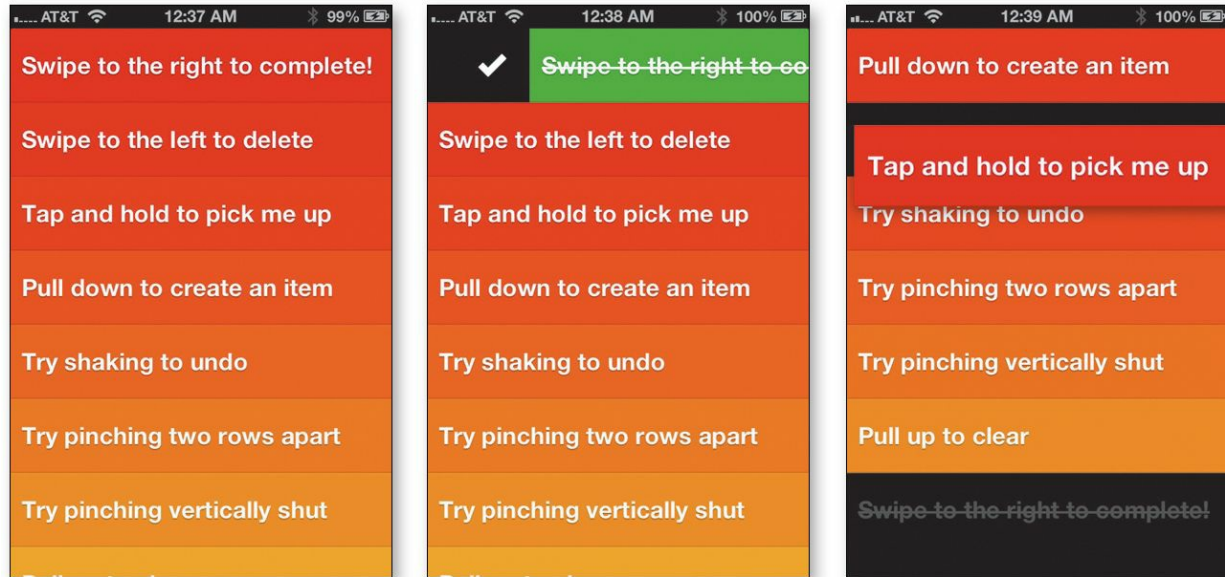 AT&T 12:37 AM 99%
Swipe to the right to complete!
Swipe to the left to delete
Tap and hold to pick me up
Pull down to create an item
Try shaking to undo
Try pinching two rows apart
Try pinching vertically shut
AT&T 12:38 AM 100%
Swipe to the right to co
Swipe to the left to delete
Tap and hold to pick me up
Pull down to create an item
Try shaking to undo
Try pinching two rows apart
Try pinching vertically shut
AT&T 12:39 AM 100%
Pull down to create an item
Tap and hold to pick me up
Try shaking to undo
Try pinching two rows apart
Try pinching vertically shut
Pull up to clear
Swipe to the right to complete!